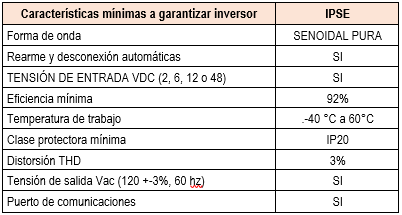 Características mínimas a garantizar inversor IPSE
Forma de onda SENOIDAL PURA
Rearme y desconexión automáticas SI
TENSIÓN DE ENTRADA VDC (2, 6, 12 o 48) SI
Eficiencia mínima 92%
Temperatura de trabajo .-40 °C a 60°C
Clase protectora mínima IP20
Distorsión THD 3%
Tensión de salida Vac (120 +-3%, 60 hz) SI
Puerto de comunicaciones SI